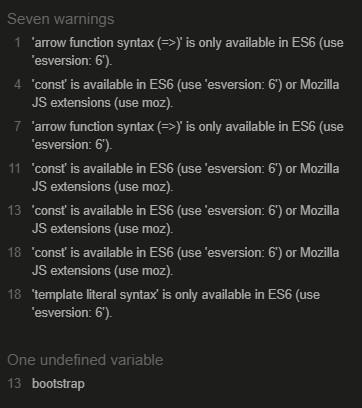 Seven warnings
1 'arrow function syntax (=>)' is only available in ES6 (use
'esversion: 6').
4 'const' is available in ES6 (use 'esversion: 6') or Mozilla
JS extensions (use moz).
7 'arrow function syntax (=>)' is only available in ES6 (use
'esversion: 6').
11 'const' is available in ES6 (use 'esversion: 6') or Mozilla
JS extensions (use moz).
13 'const' is available in ES6 (use 'esversion: 6') or Mozilla
JS extensions (use moz).
18 'const' is available in ES6 (use 'esversion: 6') or Mozilla
JS extensions (use moz).
18 'template literal syntax' is only available in ES6 (use
'esversion: 6').
One undefined variable
13 bootstrap